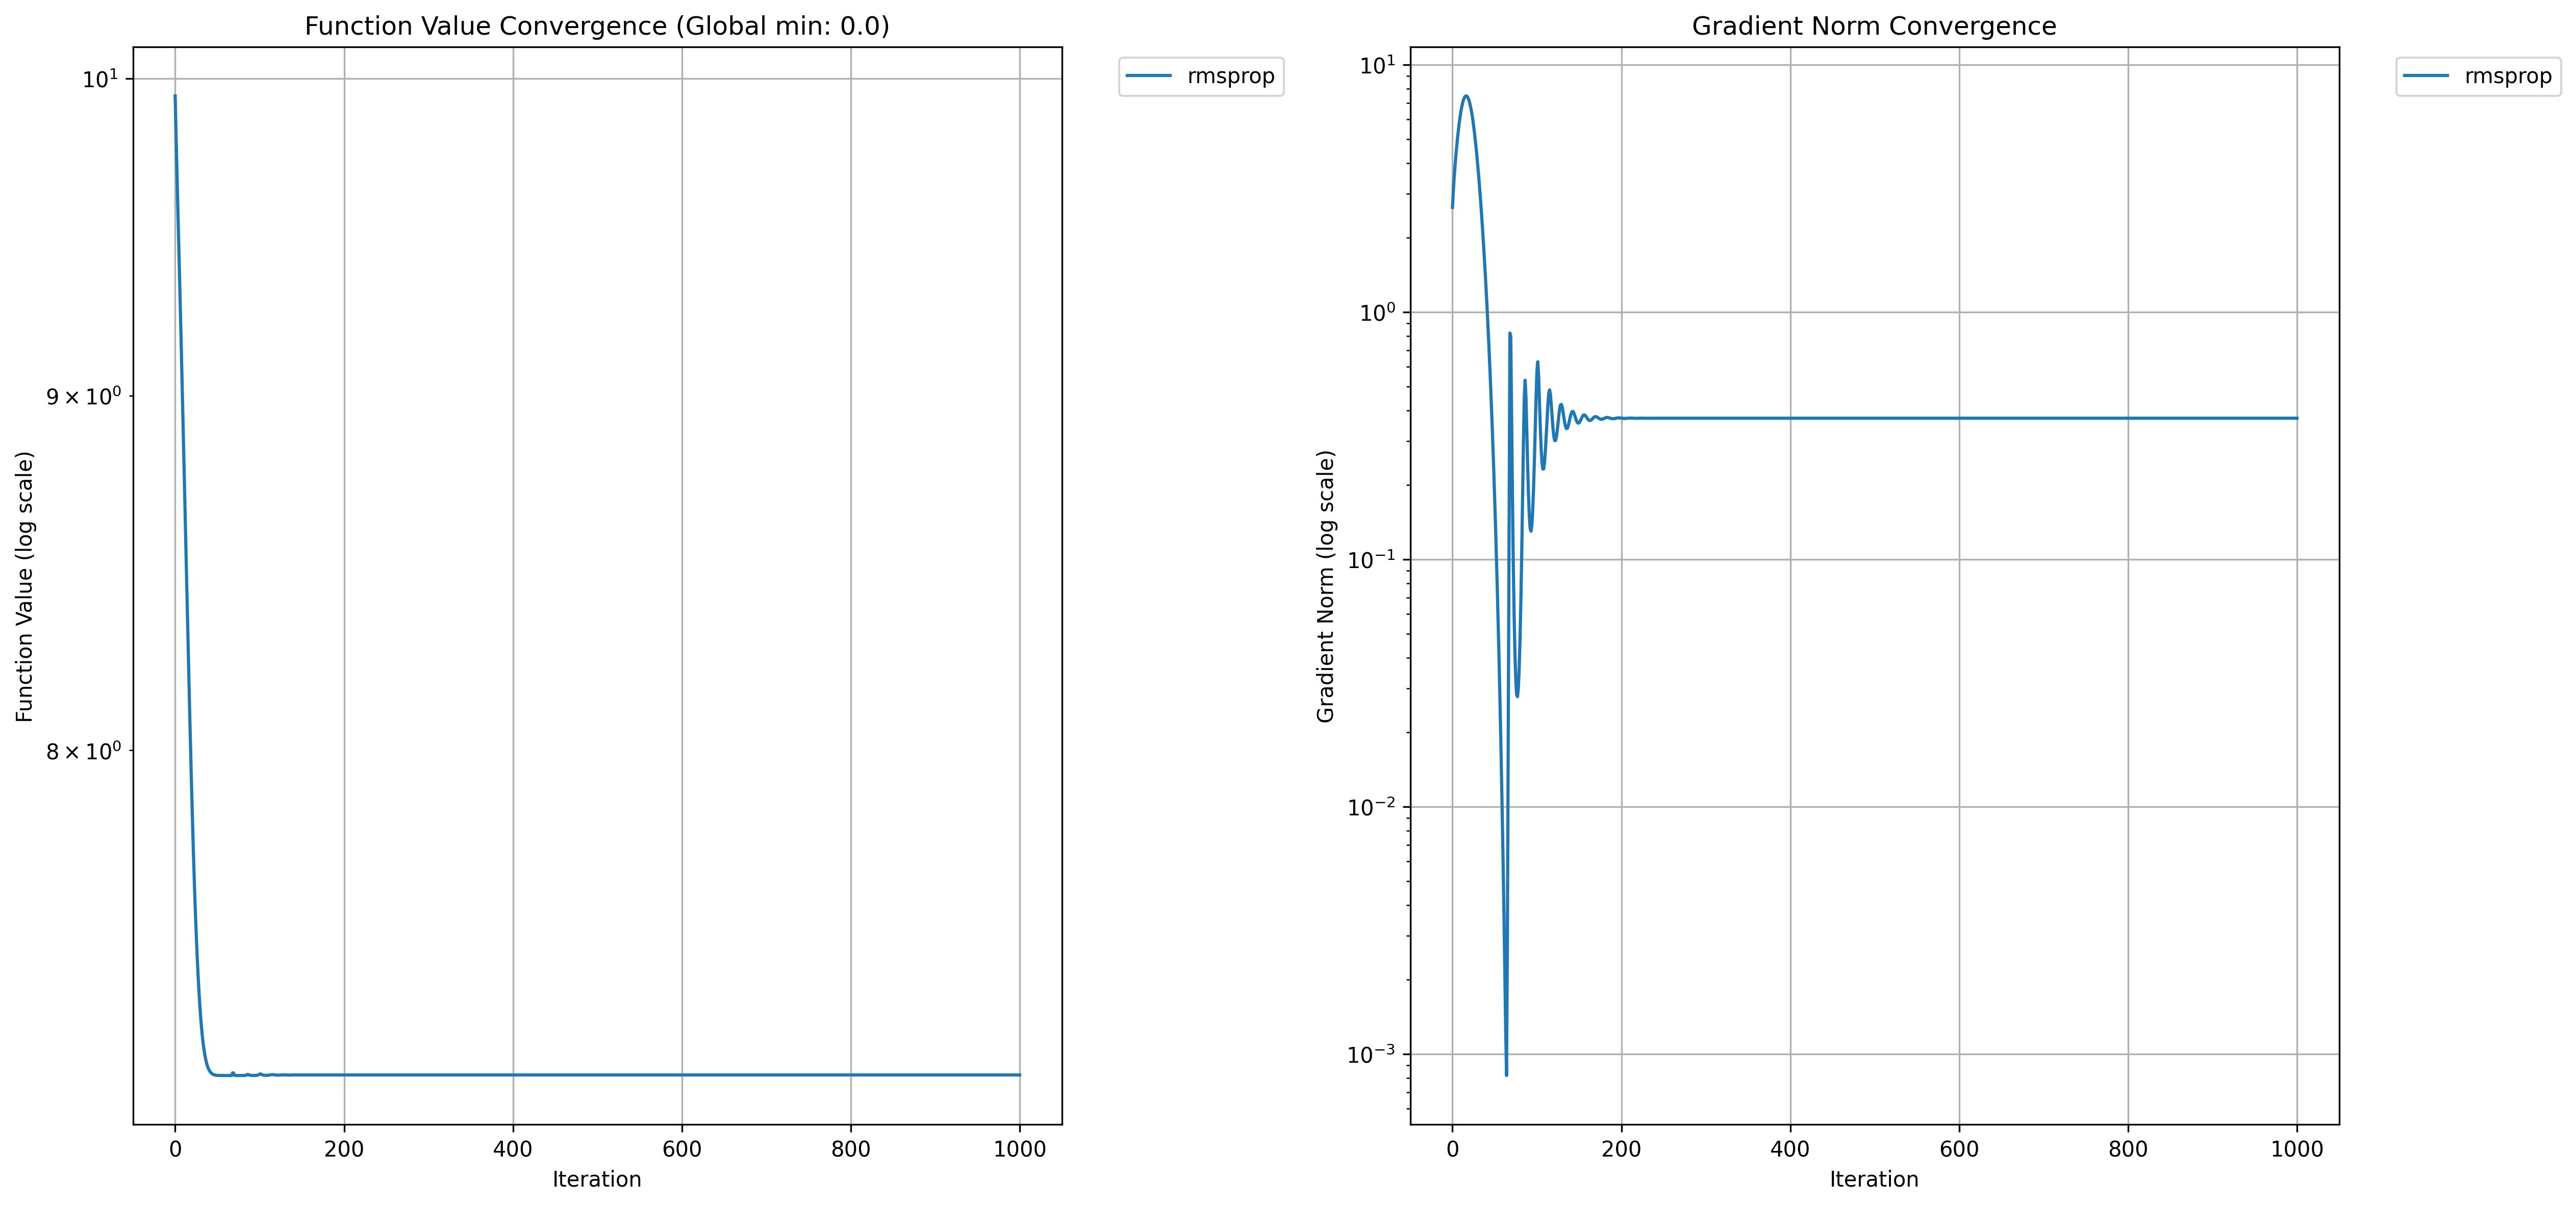 Function Value Convergence (Global min: 0.0)
rmsprop
10¹
9 × 10⁰
8 × 10⁰
Function Value (log scale)
0 200 400 600 800 1000
Iteration
Gradient Norm Convergence
rmsprop
10¹
10⁰
10⁻¹
10⁻²
10⁻³
Gradient Norm (log scale)
0 200 400 600 800 1000
Iteration